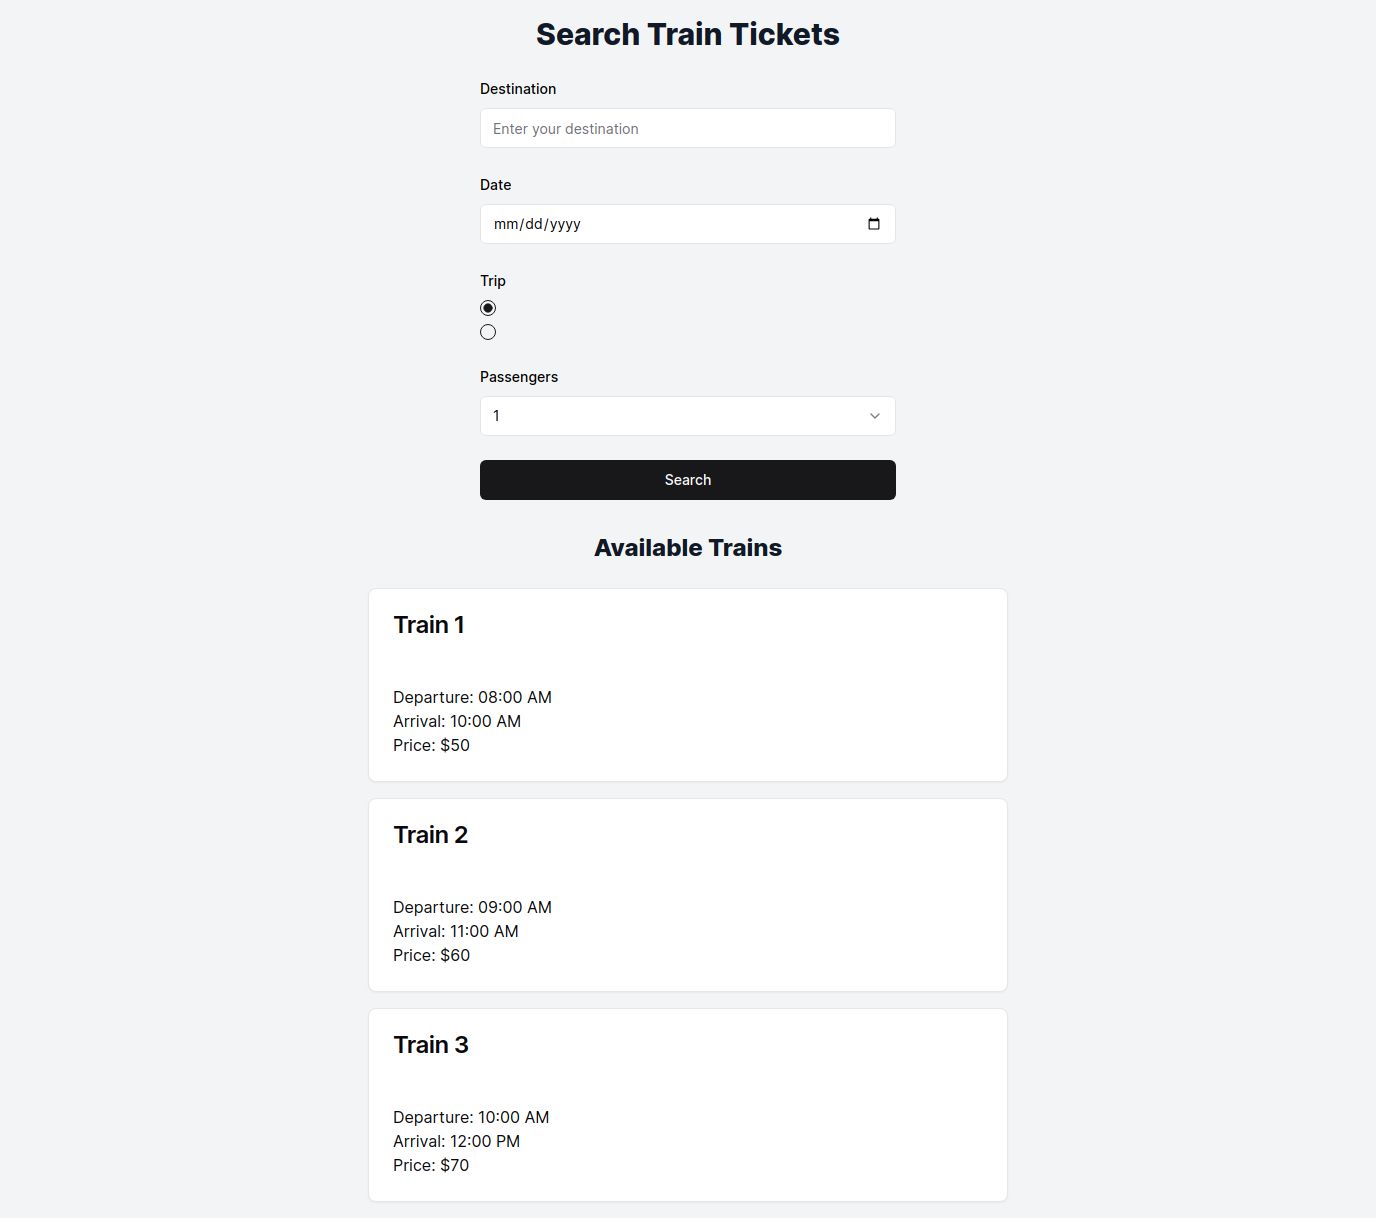 Search Train Tickets
Destination
Enter your destination
Date
mm/dd/yyyy
Trip
Passengers
1
Search
Available Trains
Train 1
Departure: 08:00 AM
Arrival: 10:00 AM
Price: $50
Train 2
Departure: 09:00 AM
Arrival: 11:00 AM
Price: $60
Train 3
Departure: 10:00 AM
Arrival: 12:00 PM
Price: $70